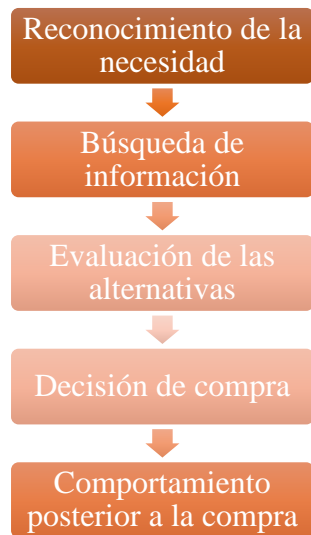 Reconocimiento de la
necesidad
Búsqueda de
información
Evaluación de las
alternativas
Decisión de compra
Comportamiento
posterior a la compra